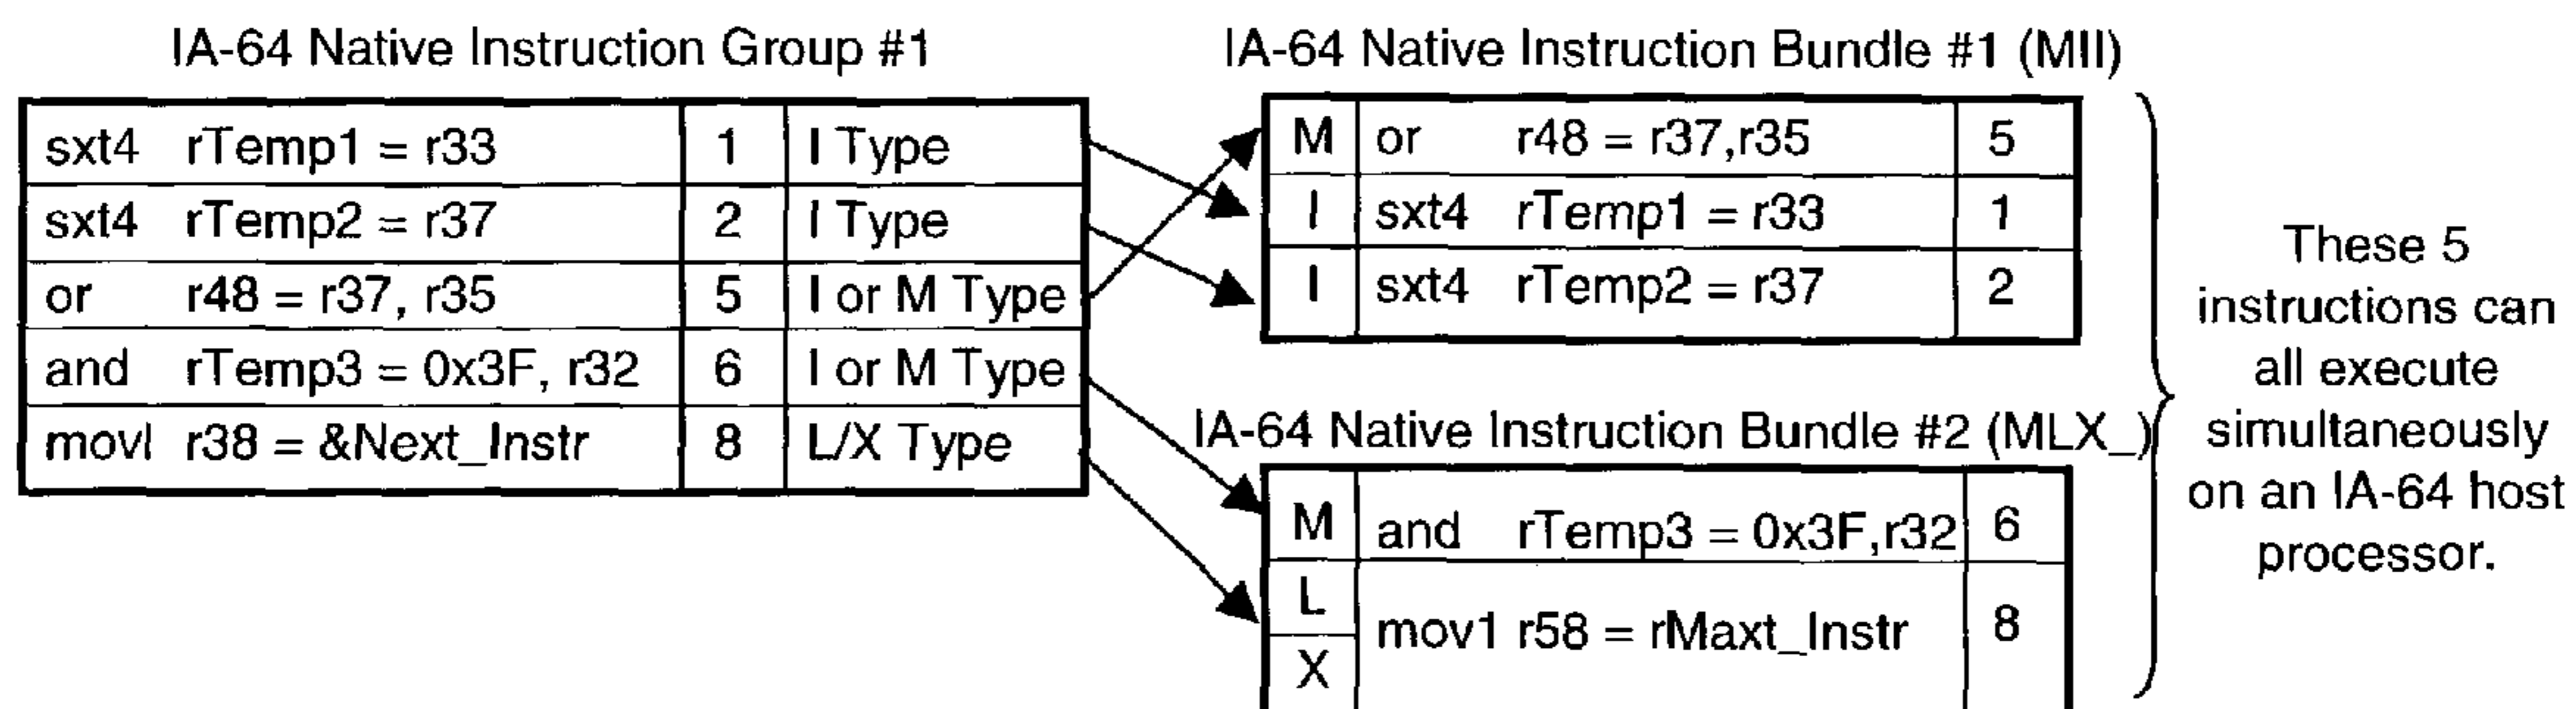 IA-64 Native Instruction Group #1
sxt4 rTemp1 = r33 1 I Type
sxt4 rTemp2 = r37 2 I Type
or r48 = r37, r35 5 I or M Type
and rTemp3 = 0x3F, r32 6 I or M Type
movl r38 = &Next_Instr 8 L/X Type
IA-64 Native Instruction Bundle #1 (MII)
M or r48 = r37,r35 5
I sxt4 rTemp1 = r33 1
I sxt4 rTemp2 = r37 2
IA-64 Native Instruction Bundle #2 (MLX_)
M and rTemp3 = 0x3F,r32 6
L
mov1 r58 = rMaxt_Instr 8
X
These 5
instructions can
all execute
simultaneously
on an IA-64 host
processor.